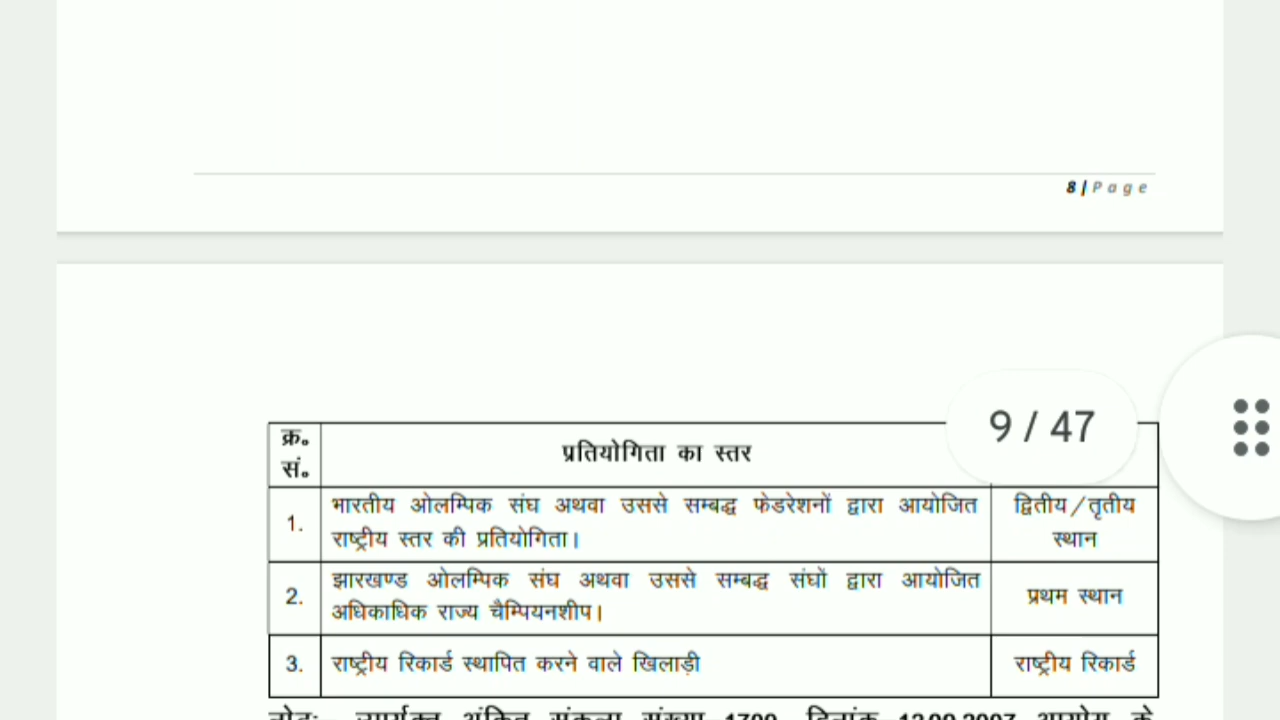 8 | P a g e
9 / 47
क्र॰
सं॰
प्रतियोगिता का स्तर
1.
भारतीय ओलम्पिक संघ अथवा उससे सम्बद्ध फेडरेशनों द्वारा आयोजित
राष्ट्रीय स्तर की प्रतियोगिता।
द्वितीय/तृतीय
स्थान
2.
झारखण्ड ओलम्पिक संघ अथवा उससे सम्बद्ध संघों द्वारा आयोजित
अधिकाधिक राज्य चैम्पियनशीप।
प्रथम स्थान
3.
राष्ट्रीय रिकार्ड स्थापित करने वाले खिलाड़ी
राष्ट्रीय रिकार्ड